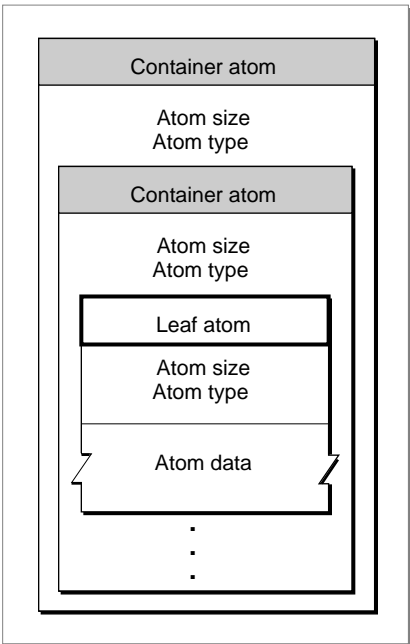 Container atom
Atom size
Atom type
Container atom
Atom size
Atom type
Leaf atom
Atom size
Atom type
Atom data